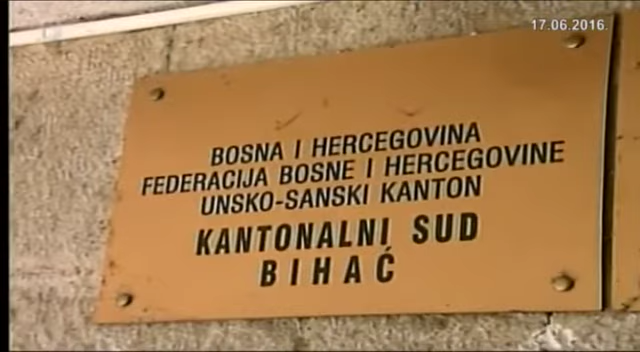 17.06.2016.
BOSNA I HERCEGOVINA
FEDERACIJA BOSNE I HERCEGOVINE
UNSKO-SANSKI KANTON
KANTONALNI SUD
BIHAĆ